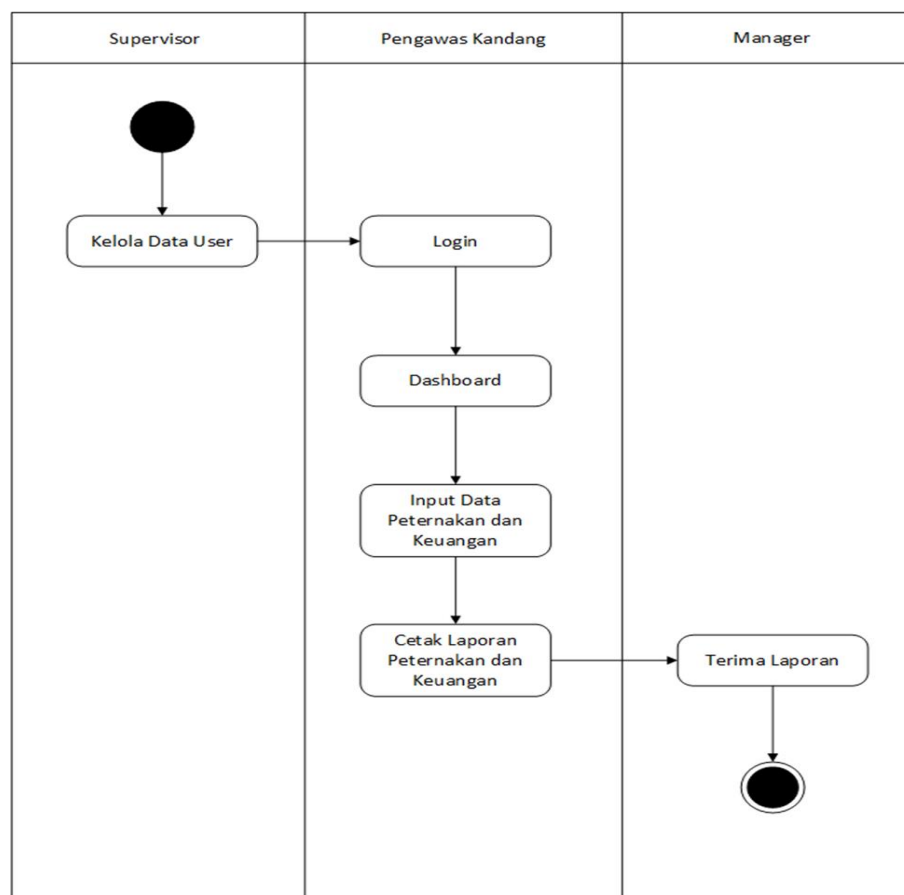 Supervisor
Pengawas Kandang
Manager
Kelola Data User
Login
Dashboard
Input Data
Peternakan dan
Keuangan
Cetak Laporan
Peternakan dan
Keuangan
Terima Laporan